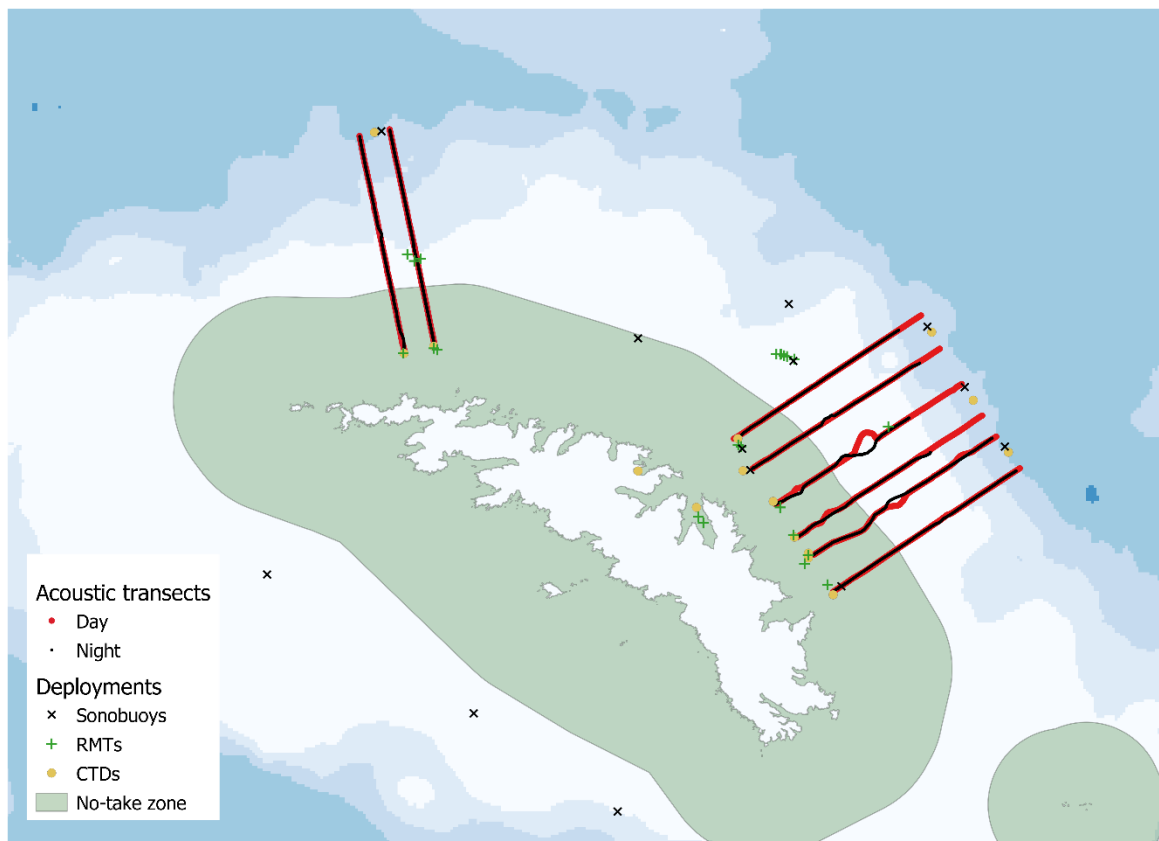 Acoustic transects
Day
Night
Deployments
Sonobuoys
RMTs
CTDs
No-take zone